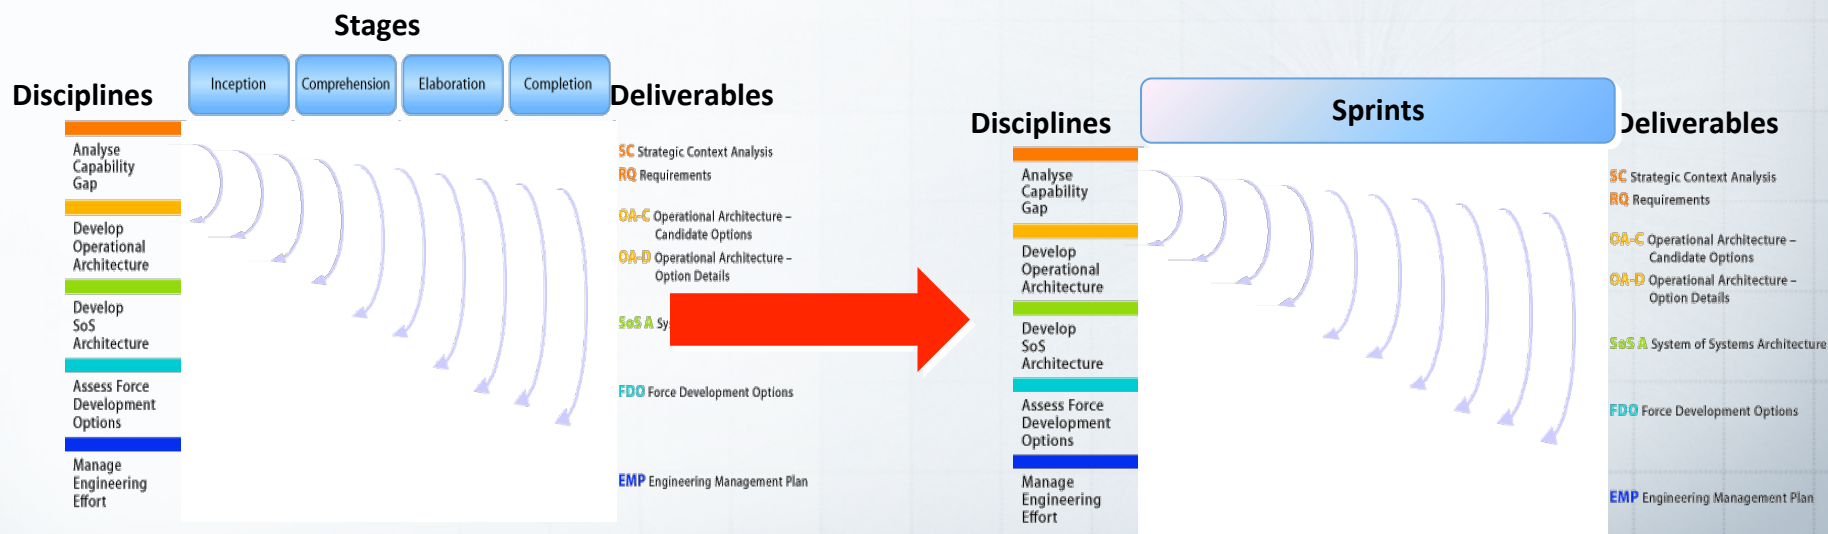 Stages
Inception
Comprehension
Elaboration
Completion
Disciplines
Deliverables
Analyse
Capability
Gap
Develop
Operational
Architecture
Develop
SoS
Architecture
Assess Force
Development
Options
Manage
Engineering
Effort
SC Strategic Context Analysis
RQ Requirements
OA-C Operational Architecture –
Candidate Options
OA-D Operational Architecture –
Option Details
SoS A Sy
FDO Force Development Options
EMP Engineering Management Plan
Sprints
Disciplines
Deliverables
Analyse
Capability
Gap
Develop
Operational
Architecture
Develop
SoS
Architecture
Assess Force
Development
Options
Manage
Engineering
Effort
SC Strategic Context Analysis
RQ Requirements
OA-C Operational Architecture –
Candidate Options
OA-D Operational Architecture –
Option Details
SoS A System of Systems Architecture
FDO Force Development Options
EMP Engineering Management Plan